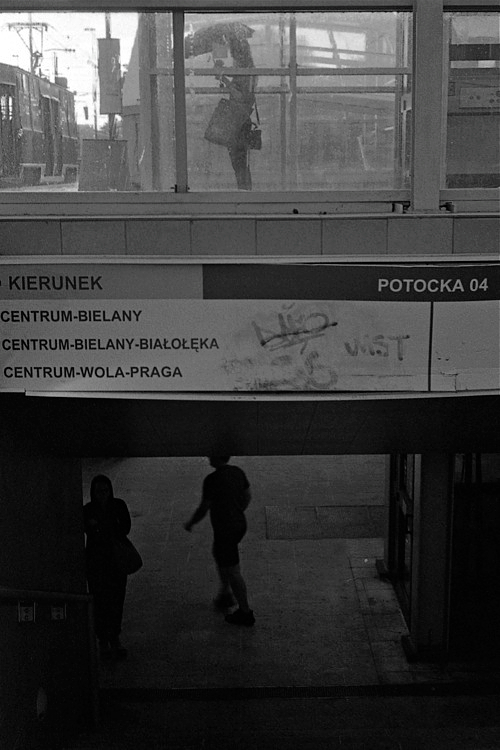 KIERUNEK
POTOCKA 04
CENTRUM-BIELANY
CENTRUM-BIELANY-BIAŁOŁĘKA
CENTRUM-WOLA-PRAGA